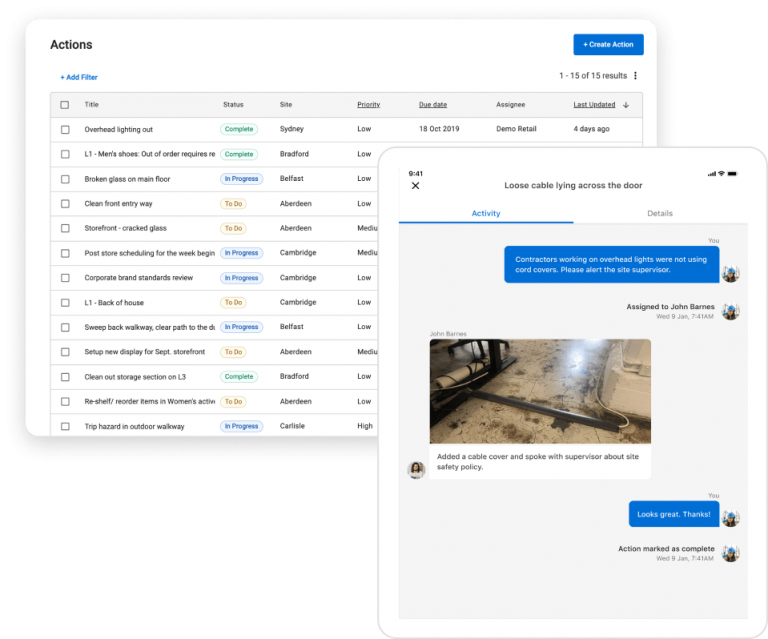 Actions
+ Create Action
+ Add Filter
1 - 15 of 15 results
Title Status Site Priority Due date Assignee Last Updated
Overhead lighting out Complete Sydney Low 18 Oct 2019 Demo Retail 4 days ago
L1 - Men's shoes: Out of order requires re Complete Bradford Low
Broken glass on main floor In Progress Belfast Low
Clean front entry way To Do Aberdeen Low
Storefront - cracked glass To Do Aberdeen Mediu
Post store scheduling for the week begin In Progress Cambridge Mediu
Corporate brand standards review In Progress Cambridge Low
L1 - Back of house To Do Cambridge Low
Sweep back walkway, clear path to the du In Progress Belfast Low
Setup new display for Sept. storefront To Do Aberdeen Mediu
Clean out storage section on L3 Complete Bradford Low
Re-shelf/ reorder items in Women's active To Do Aberdeen Low
Trip hazard in outdoor walkway In Progress Carlisle High
9:41
Loose cable lying across the door
Activity Details
You
Contractors working on overhead lights were not using
cord covers. Please alert the site supervisor.
Assigned to John Barnes
Wed 9 Jan, 7:41AM
John Barnes
Added a cable cover and spoke with supervisor about site
safety policy.
You
Looks great. Thanks!
Action marked as complete
Wed 9 Jan, 7:41AM